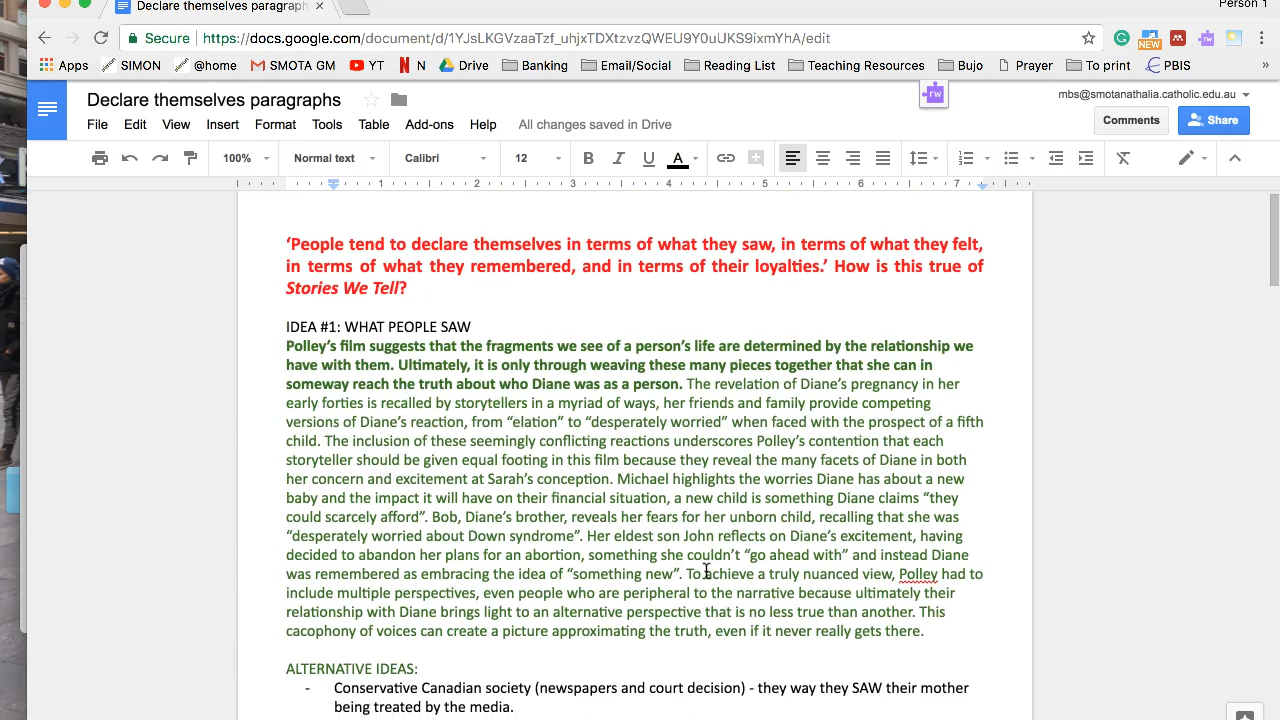 Declare themselves paragraph ×
Person 1
Secure https://docs.google.com/document/d/1YJsLKGVzaaTzf_uhjxTDXtzvzQWEU9Y0uUKS9ixmYhA/edit
NEW
rw
Apps SIMON @home SMOTA GM YT N Drive Banking Email/Social Reading List Teaching Resources Bujo Prayer To print PBIS »
Declare themselves paragraphs
rw
mbs@smotanathalia.catholic.edu.au
File Edit View Insert Format Tools Table Add-ons Help All changes saved in Drive
Comments Share
100% Normal text Calibri 12 B I U A
1 2 3 4 5 6 7
‘People tend to declare themselves in terms of what they saw, in terms of what they felt,
in terms of what they remembered, and in terms of their loyalties.’ How is this true of
Stories We Tell?
IDEA #1: WHAT PEOPLE SAW
Polley’s film suggests that the fragments we see of a person’s life are determined by the relationship we
have with them. Ultimately, it is only through weaving these many pieces together that she can in
someway reach the truth about who Diane was as a person. The revelation of Diane’s pregnancy in her
early forties is recalled by storytellers in a myriad of ways, her friends and family provide competing
versions of Diane’s reaction, from “elation” to “desperately worried” when faced with the prospect of a fifth
child. The inclusion of these seemingly conflicting reactions underscores Polley’s contention that each
storyteller should be given equal footing in this film because they reveal the many facets of Diane in both
her concern and excitement at Sarah’s conception. Michael highlights the worries Diane has about a new
baby and the impact it will have on their financial situation, a new child is something Diane claims “they
could scarcely afford”. Bob, Diane’s brother, reveals her fears for her unborn child, recalling that she was
“desperately worried about Down syndrome”. Her eldest son John reflects on Diane’s excitement, having
decided to abandon her plans for an abortion, something she couldn’t “go ahead with” and instead Diane
was remembered as embracing the idea of “something new”. To achieve a truly nuanced view, Polley had to
include multiple perspectives, even people who are peripheral to the narrative because ultimately their
relationship with Diane brings light to an alternative perspective that is no less true than another. This
cacophony of voices can create a picture approximating the truth, even if it never really gets there.
ALTERNATIVE IDEAS:
- Conservative Canadian society (newspapers and court decision) - they way they SAW their mother
being treated by the media.